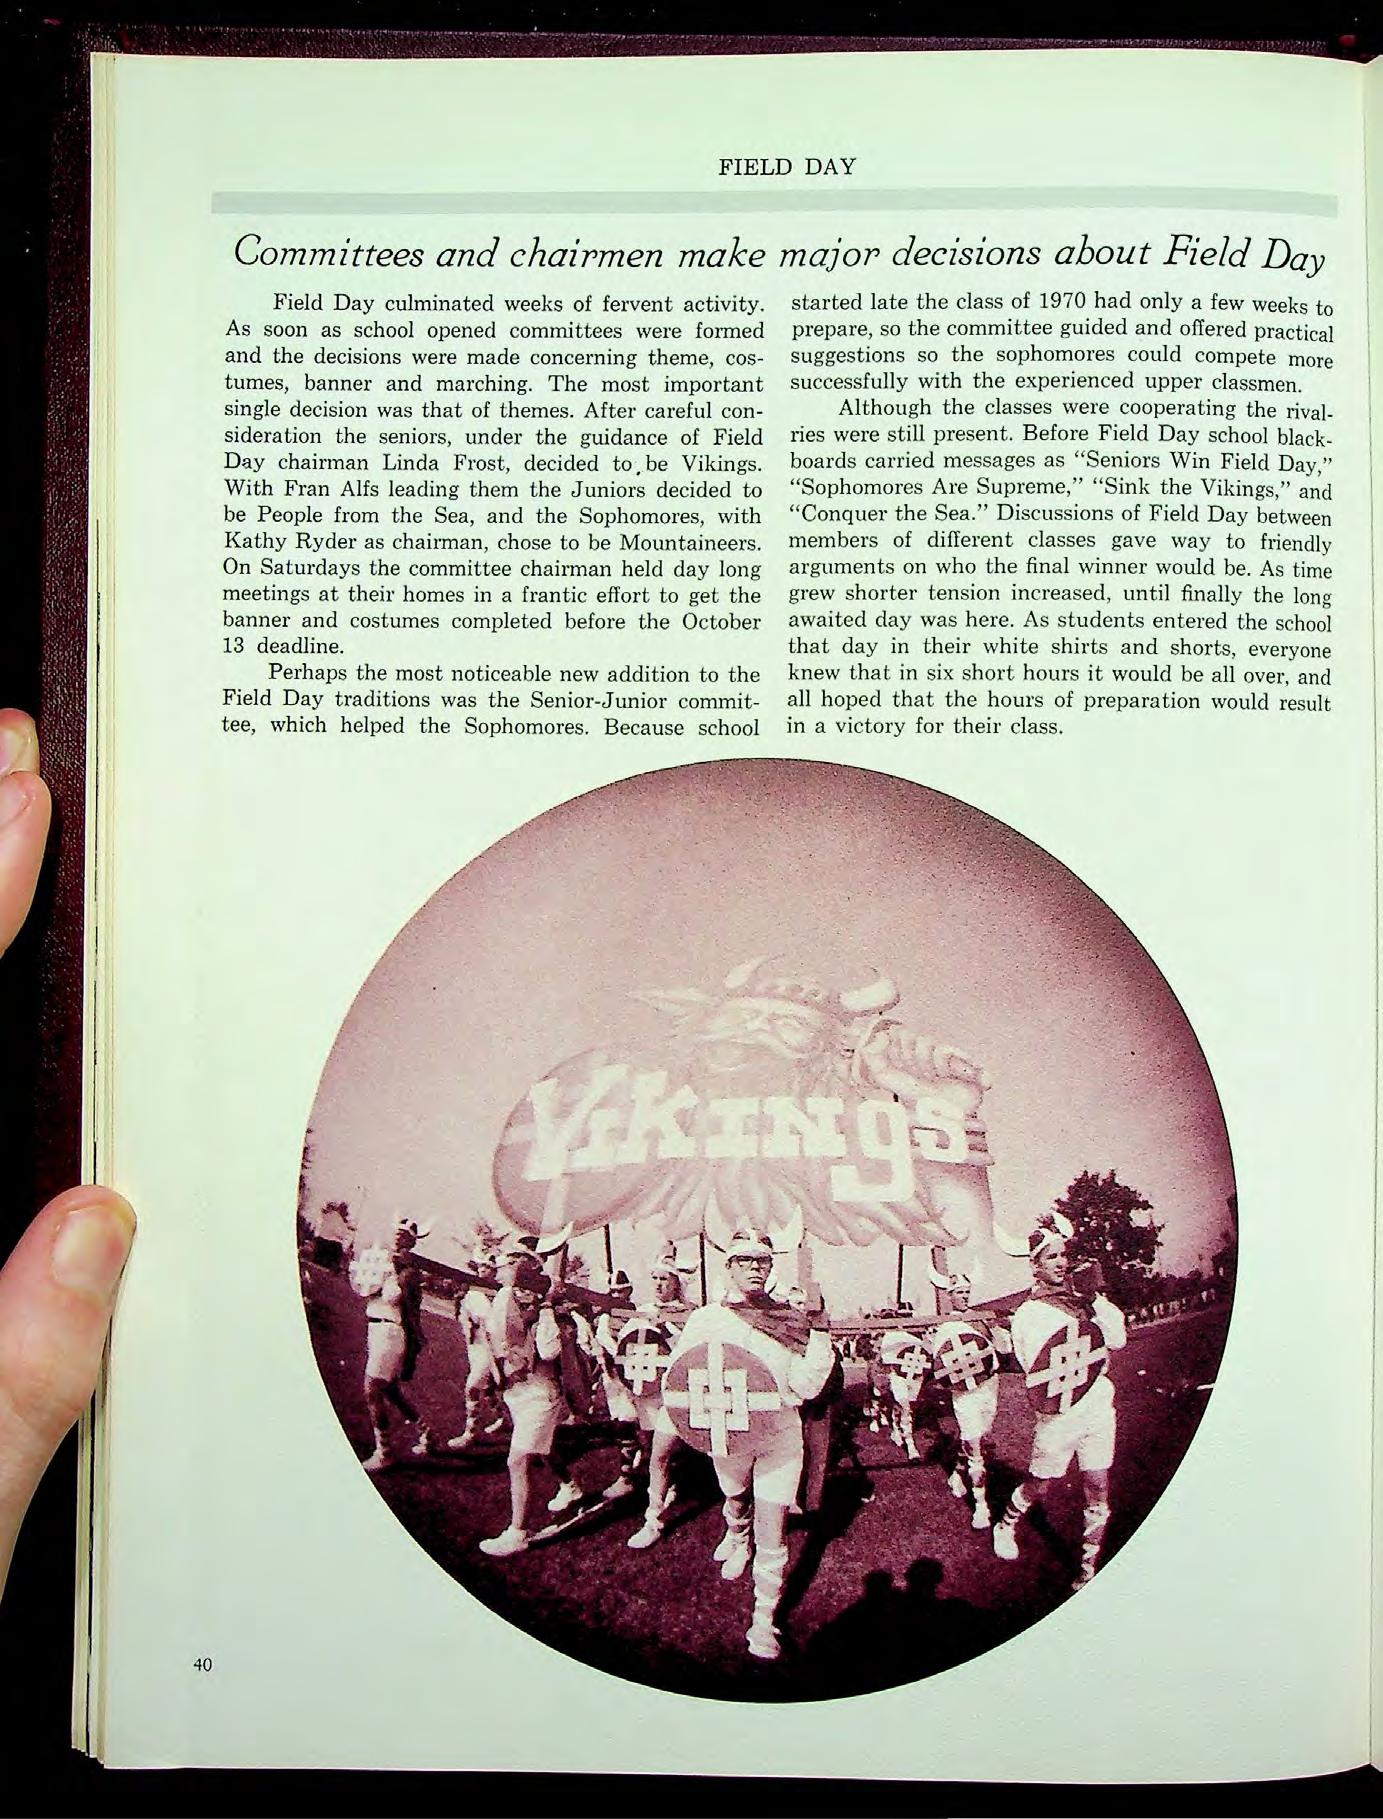 FIELD DAY
Committees and chairmen make major decisions about Field Day
Field Day culminated weeks of fervent activity.
As soon as school opened committees were formed
and the decisions were made concerning theme, cos-
tumes, banner and marching. The most important
single decision was that of themes. After careful con-
sideration the seniors, under the guidance of Field
Day chairman Linda Frost, decided to be Vikings.
With Fran Alfs leading them the Juniors decided to
be People from the Sea, and the Sophomores, with
Kathy Ryder as chairman, chose to be Mountaineers.
On Saturdays the committee chairman held day long
meetings at their homes in a frantic effort to get the
banner and costumes completed before the October
13 deadline.
Perhaps the most noticeable new addition to the
Field Day traditions was the Senior-Junior commit-
tee, which helped the Sophomores. Because school
started late the class of 1970 had only a few weeks to
prepare, so the committee guided and offered practical
suggestions so the sophomores could compete more
successfully with the experienced upper classmen.
Although the classes were cooperating the rival-
ries were still present. Before Field Day school black-
boards carried messages as “Seniors Win Field Day,”
“Sophomores Are Supreme,” “Sink the Vikings,” and
“Conquer the Sea.” Discussions of Field Day between
members of different classes gave way to friendly
arguments on who the final winner would be. As time
grew shorter tension increased, until finally the long
awaited day was here. As students entered the school
that day in their white shirts and shorts, everyone
knew that in six short hours it would be all over, and
all hoped that the hours of preparation would result
in a victory for their class.
VIKINGS
40